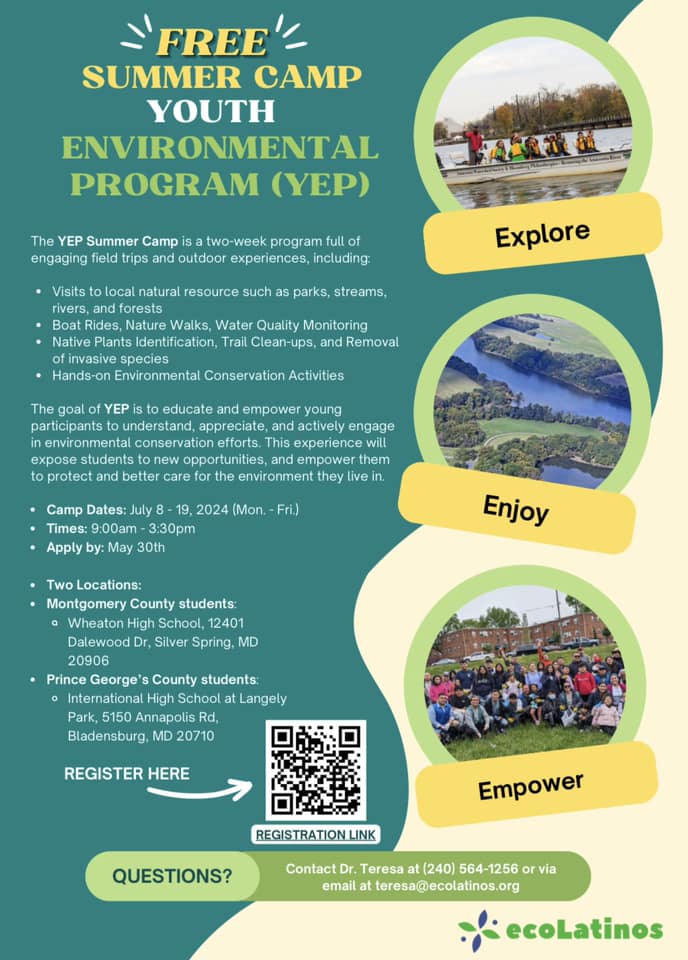 FREE
SUMMER CAMP
YOUTH
ENVIRONMENTAL
PROGRAM (YEP)
The YEP Summer Camp is a two-week program full of
engaging field trips and outdoor experiences, including:
• Visits to local natural resource such as parks, streams,
rivers, and forests
• Boat Rides, Nature Walks, Water Quality Monitoring
• Native Plants Identification, Trail Clean-ups, and Removal
of invasive species
• Hands-on Environmental Conservation Activities
The goal of YEP is to educate and empower young
participants to understand, appreciate, and actively engage
in environmental conservation efforts. This experience will
expose students to new opportunities, and empower them
to protect and better care for the environment they live in.
• Camp Dates: July 8 - 19, 2024 (Mon. - Fri.)
• Times: 9:00am - 3:30pm
• Apply by: May 30th
• Two Locations:
• Montgomery County students:
Wheaton High School, 12401
Dalewood Dr, Silver Spring, MD
20906
• Prince George's County students:
International High School at Langely
Park, 5150 Annapolis Rd,
Bladensburg, MD 20710
REGISTER HERE
REGISTRATION LINK
Explore
Enjoy
Empower
QUESTIONS?
Contact Dr. Teresa at (240) 564-1256 or via
email at teresa@ecolatinos.org
ecoLatinos